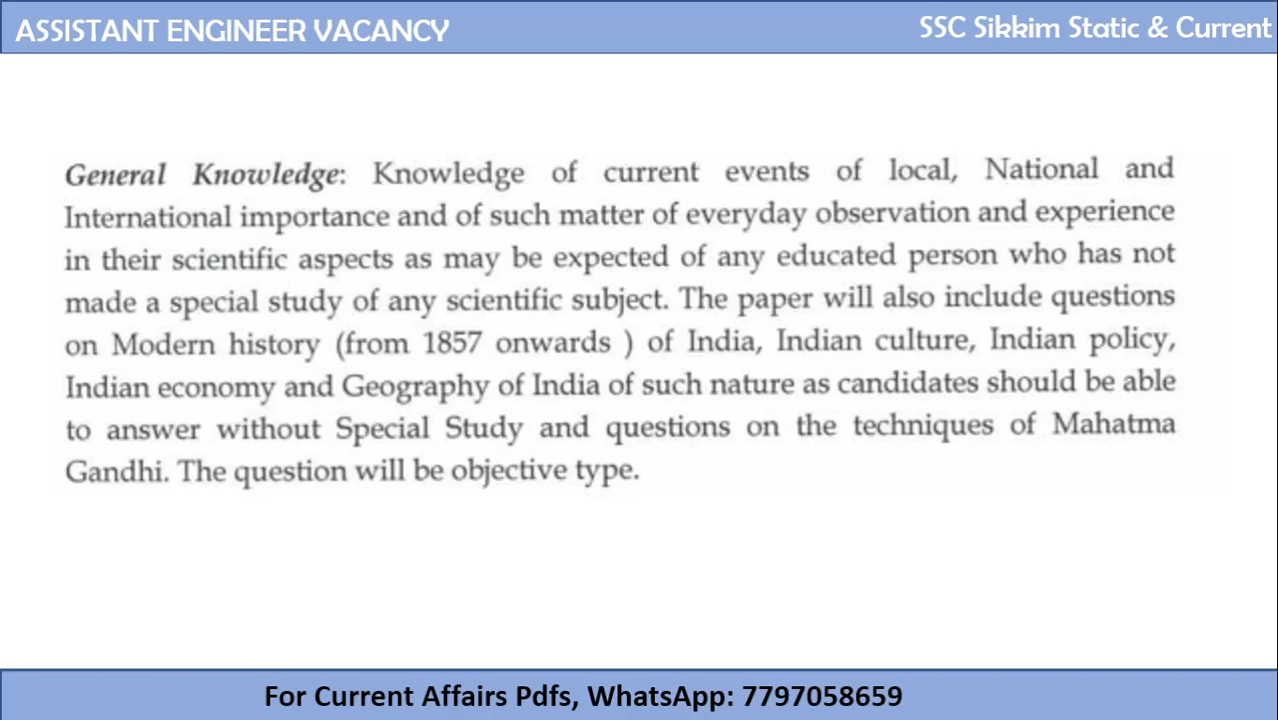 ASSISTANT ENGINEER VACANCY
SSC Sikkim Static & Current
General Knowledge: Knowledge of current events of local, National and
International importance and of such matter of everyday observation and experience
in their scientific aspects as may be expected of any educated person who has not
made a special study of any scientific subject. The paper will also include questions
on Modern history (from 1857 onwards ) of India, Indian culture, Indian policy,
Indian economy and Geography of India of such nature as candidates should be able
to answer without Special Study and questions on the techniques of Mahatma
Gandhi. The question will be objective type.
For Current Affairs Pdfs, WhatsApp: 7797058659